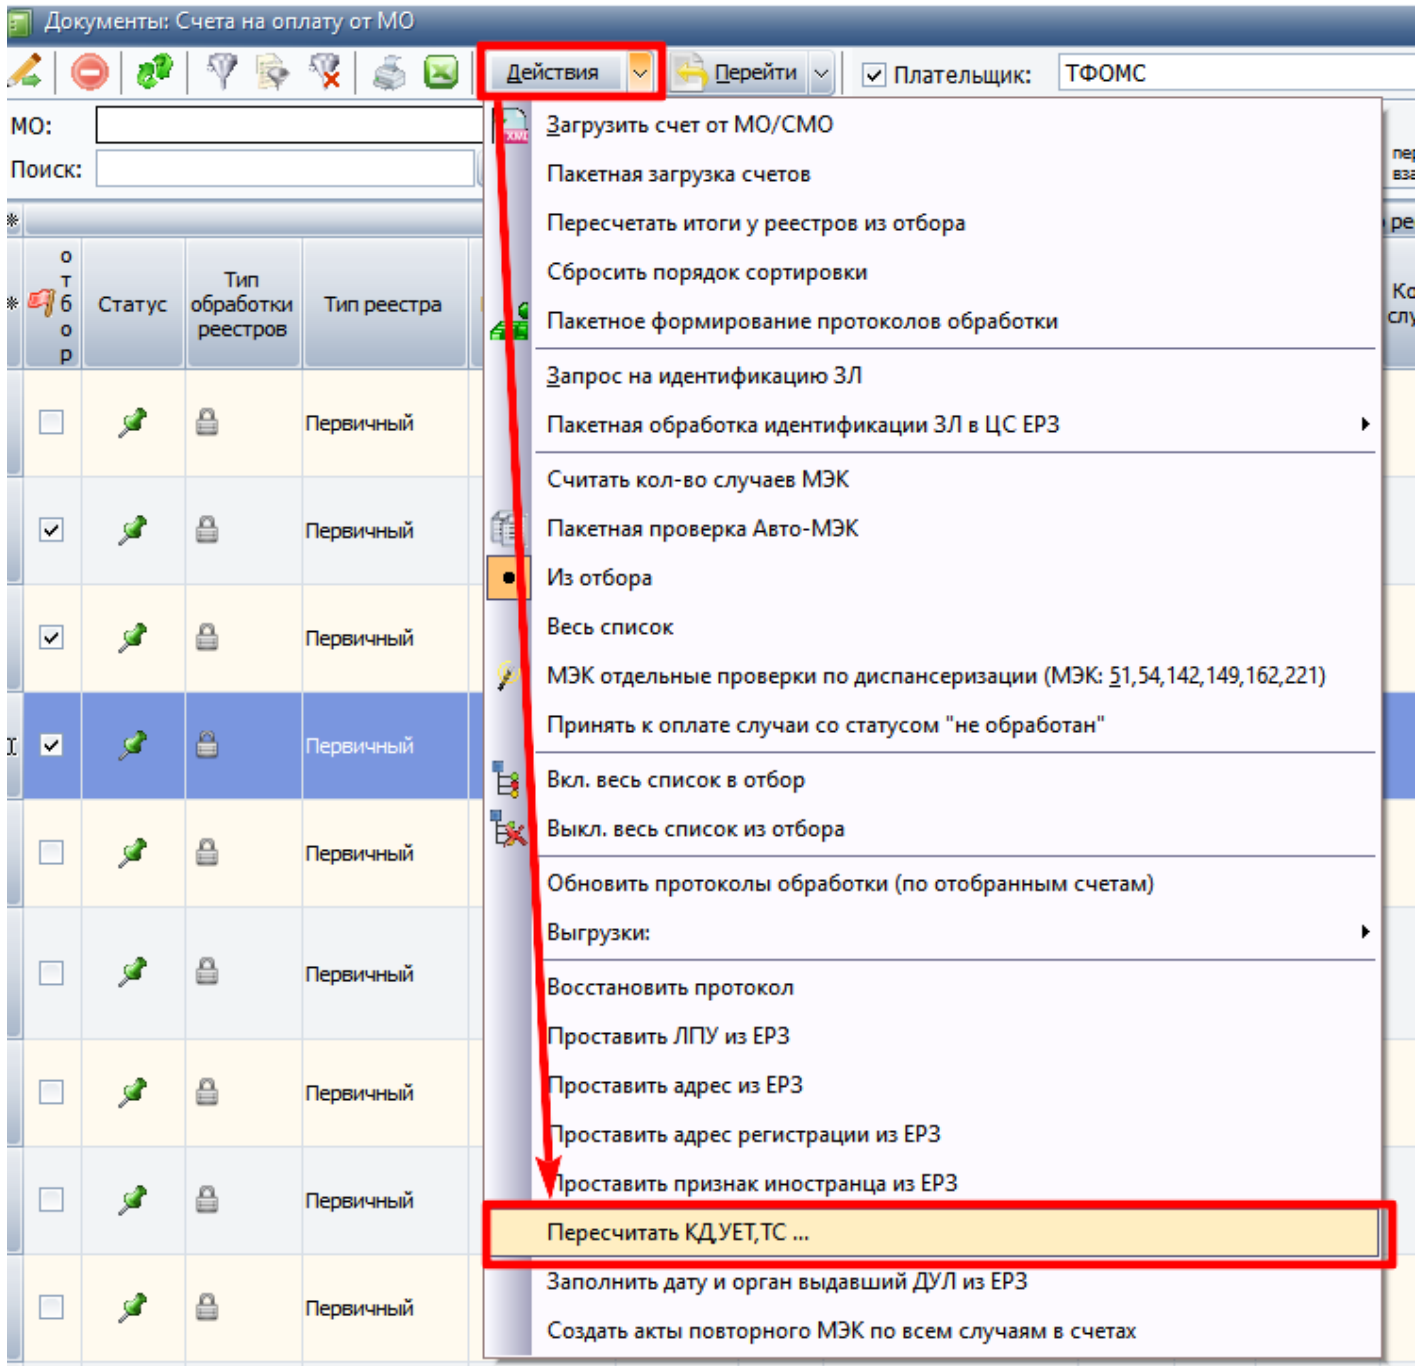 Документы: Счета на оплату от МО
Действия
Перейти
Плательщик:
ТФОМС
МО:
Поиск:
отбор
Статус
Тип обработки реестров
Тип реестра
Загрузить счет от МО/СМО
Пакетная загрузка счетов
Пересчетать итоги у реестров из отбора
Сбросить порядок сортировки
Пакетное формирование протоколов обработки
Запрос на идентификацию ЗЛ
Пакетная обработка идентификации ЗЛ в ЦС ЕРЗ
Считать кол-во случаев МЭК
Пакетная проверка Авто-МЭК
Из отбора
Весь список
МЭК отдельные проверки по диспансеризации (МЭК: 51,54,142,149,162,221)
Принять к оплате случаи со статусом "не обработан"
Вкл. весь список в отбор
Выкл. весь список из отбора
Обновить протоколы обработки (по отобранным счетам)
Выгрузки:
Восстановить протокол
Проставить ЛПУ из ЕРЗ
Проставить адрес из ЕРЗ
Проставить адрес регистрации из ЕРЗ
Проставить признак иностранца из ЕРЗ
Пересчитать КД,УЕТ,ТС ...
Заполнить дату и орган выдавший ДУЛ из ЕРЗ
Создать акты повторного МЭК по всем случаям в счетах
Первичный
Первичный
Первичный
Первичный
Первичный
Первичный
Первичный
Первичный
Первичный